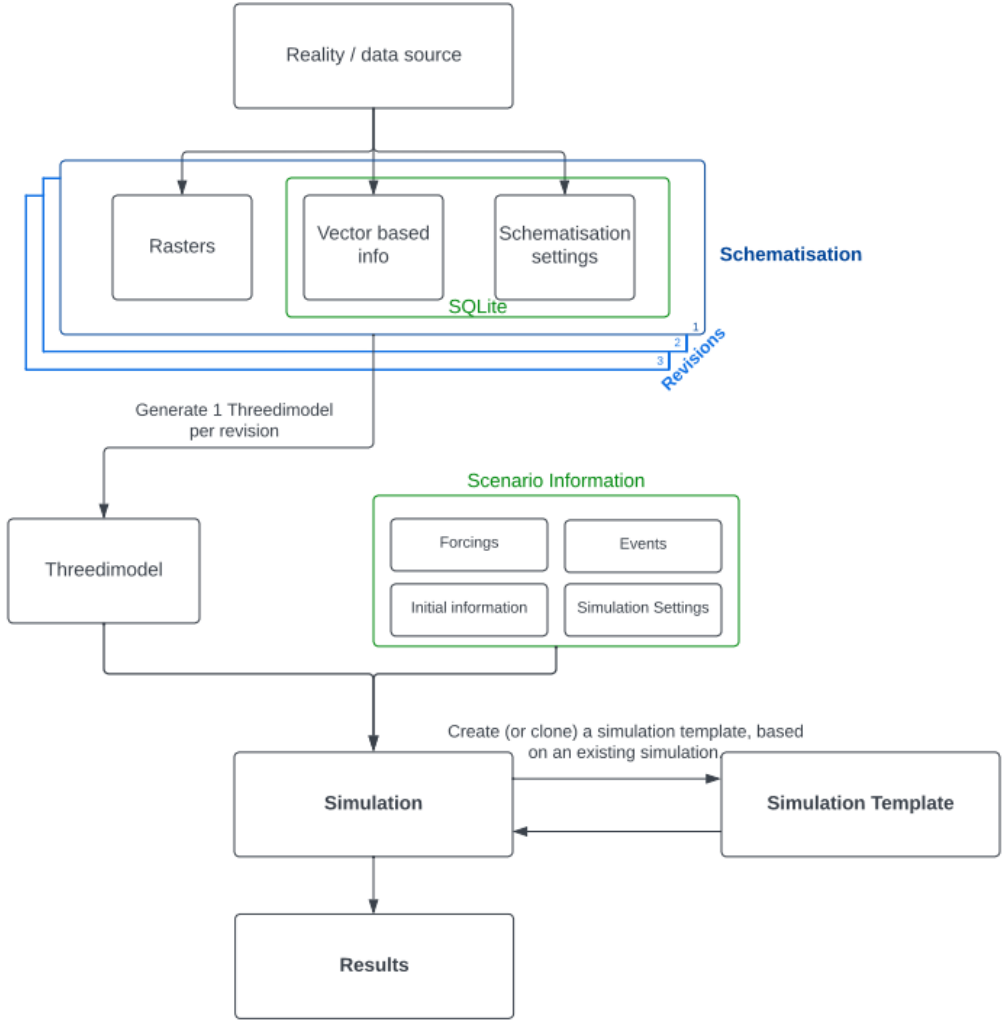 Reality / data source
Rasters
Vector based
info
Schematisation
settings
SQLite
Schematisation
1
2
3
Revisions
Generate 1 Threedimodel
per revision
Scenario Information
Forcings
Events
Initial information
Simulation Settings
Threedimodel
Create (or clone) a simulation template, based
on an existing simulation.
Simulation
Simulation Template
Results